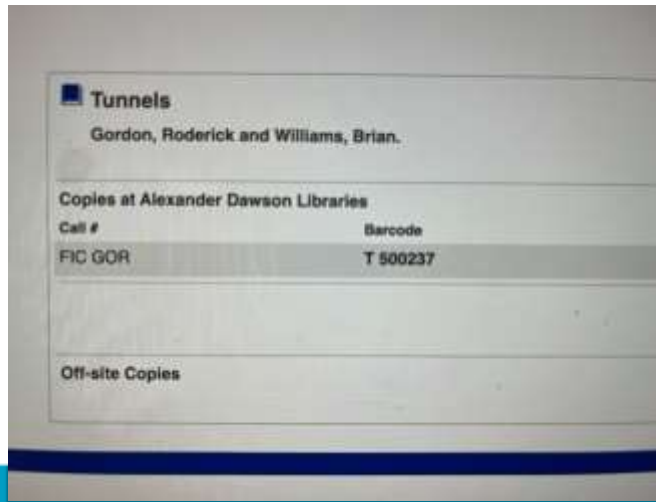 Tunnels
Gordon, Roderick and Williams, Brian.
Copies at Alexander Dawson Libraries
Call # Barcode
FIC GOR T 500237
Off-site Copies